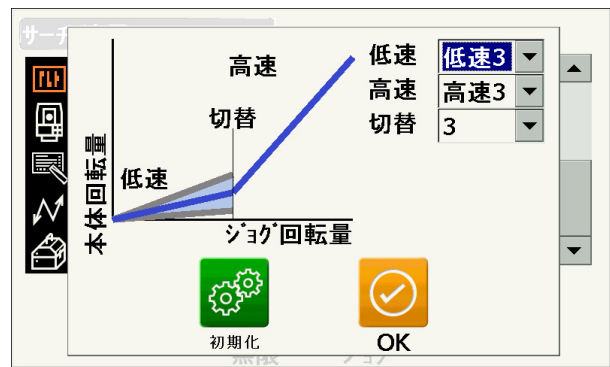 サーチ
高速
切替
低速
本体回転量
ｼﾞｮｸﾞ回転量
低速 低速3
高速 高速3
切替 3
初期化
OK